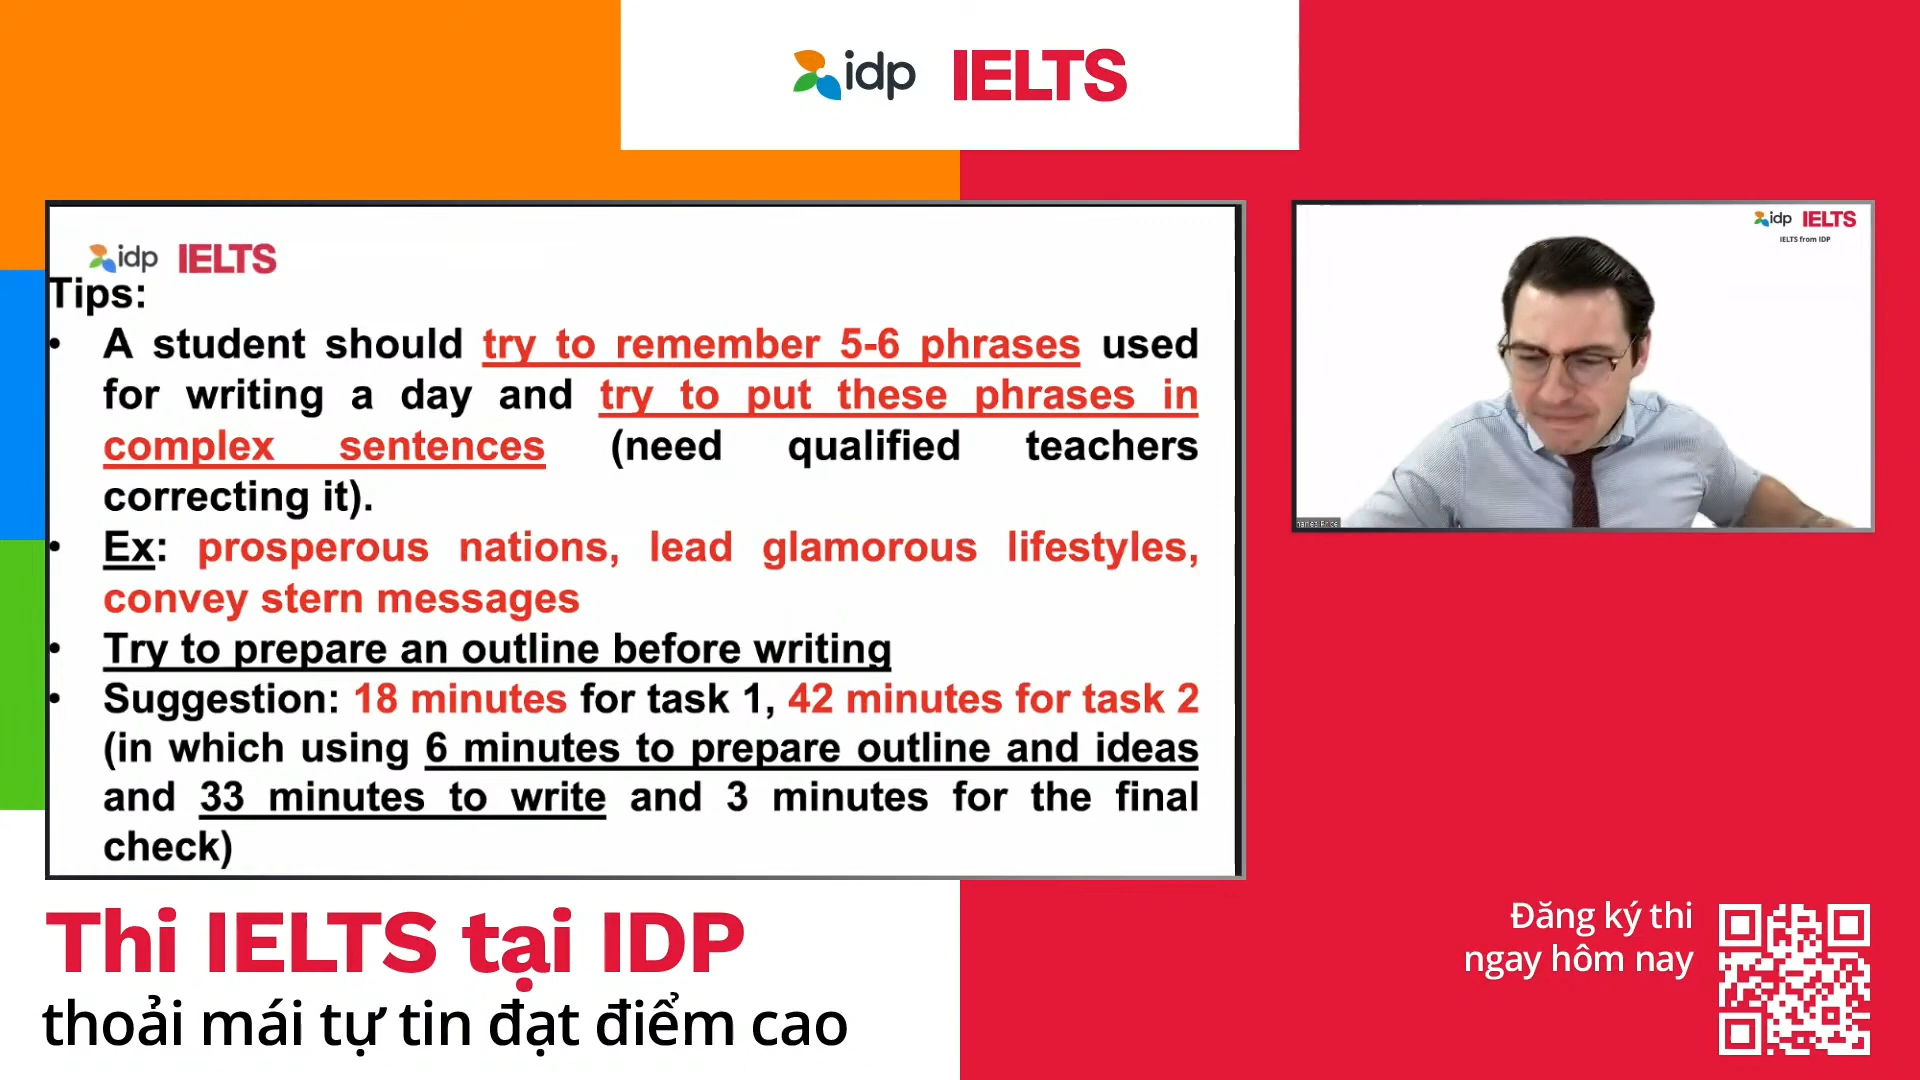 idp IELTS
idp IELTS
Tips:
• A student should try to remember 5-6 phrases used
for writing a day and try to put these phrases in
complex sentences (need qualified teachers
correcting it).
• Ex: prosperous nations, lead glamorous lifestyles,
convey stern messages
• Try to prepare an outline before writing
• Suggestion: 18 minutes for task 1, 42 minutes for task 2
(in which using 6 minutes to prepare outline and ideas
and 33 minutes to write and 3 minutes for the final
check)
idp IELTS
IELTS from IDP
Thi IELTS tại IDP
thoải mái tự tin đạt điểm cao
Đăng ký thi
ngay hôm nay